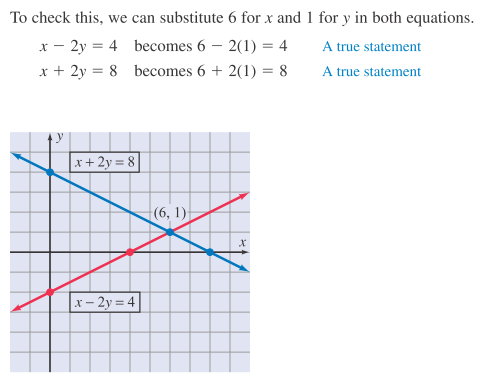 To check this, we can substitute 6 for x and 1 for y in both equations.
x − 2y = 4 becomes 6 − 2(1) = 4 A true statement
x + 2y = 8 becomes 6 + 2(1) = 8 A true statement
y
x + 2y = 8
(6, 1)
x
x − 2y = 4